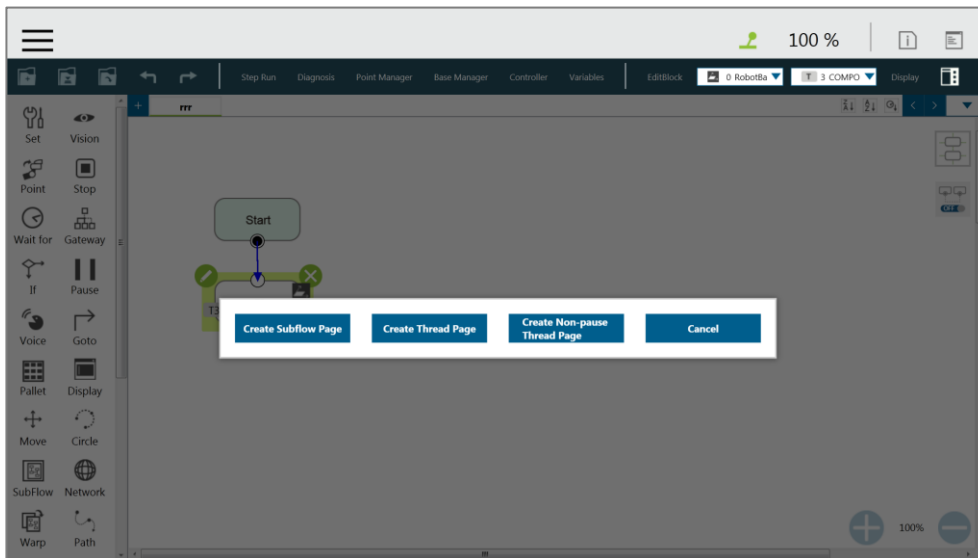 100 %
Step Run Diagnosis Point Manager Base Manager Controller Variables EditBlock 0 RobotBa T 3 COMPO Display
+ rrr
Set Vision
Point Stop
Wait for Gateway
If Pause
Voice Goto
Pallet Display
Move Circle
SubFlow Network
Warp Path
Start
T3
OFF
Create Subflow Page
Create Thread Page
Create Non-pause
Thread Page
Cancel
100%